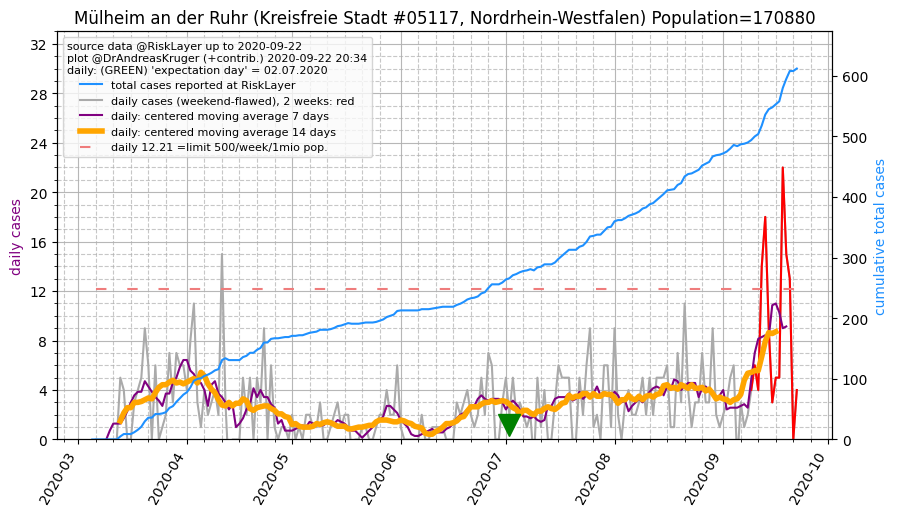 Mülheim an der Ruhr (Kreisfreie Stadt #05117, Nordrhein-Westfalen) Population=170880
source data @RiskLayer up to 2020-09-22
plot @DrAndreasKruger (+contrib.) 2020-09-22 20:34
daily: (GREEN) 'expectation day' = 02.07.2020
total cases reported at RiskLayer
daily cases (weekend-flawed), 2 weeks: red
daily: centered moving average 7 days
daily: centered moving average 14 days
daily 12.21 =limit 500/week/1mio pop.
daily cases
32
28
24
20
16
12
8
4
0
600
500
400
300
200
100
0
cumulative total cases
2020-03
2020-04
2020-05
2020-06
2020-07
2020-08
2020-09
2020-10